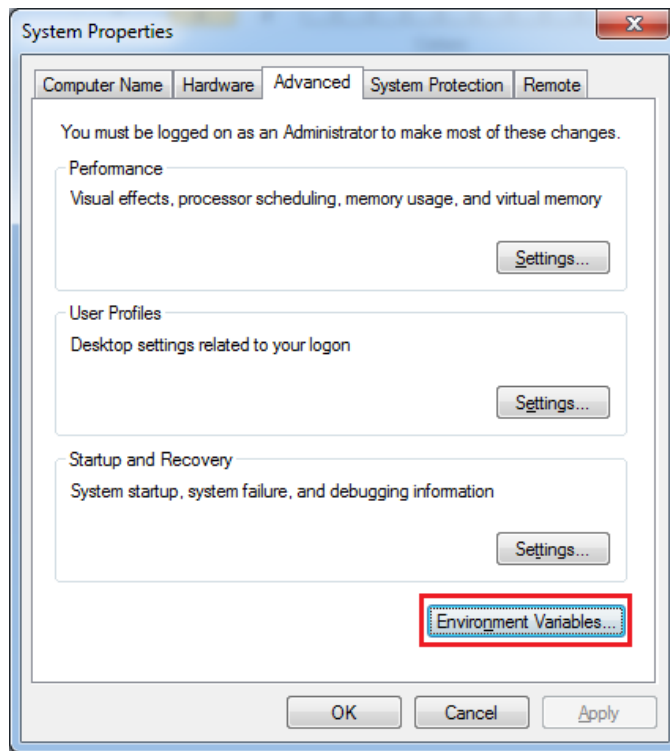 System Properties
Computer Name Hardware Advanced System Protection Remote
You must be logged on as an Administrator to make most of these changes.
Performance
Visual effects, processor scheduling, memory usage, and virtual memory
Settings...
User Profiles
Desktop settings related to your logon
Settings...
Startup and Recovery
System startup, system failure, and debugging information
Settings...
Environment Variables...
OK Cancel Apply